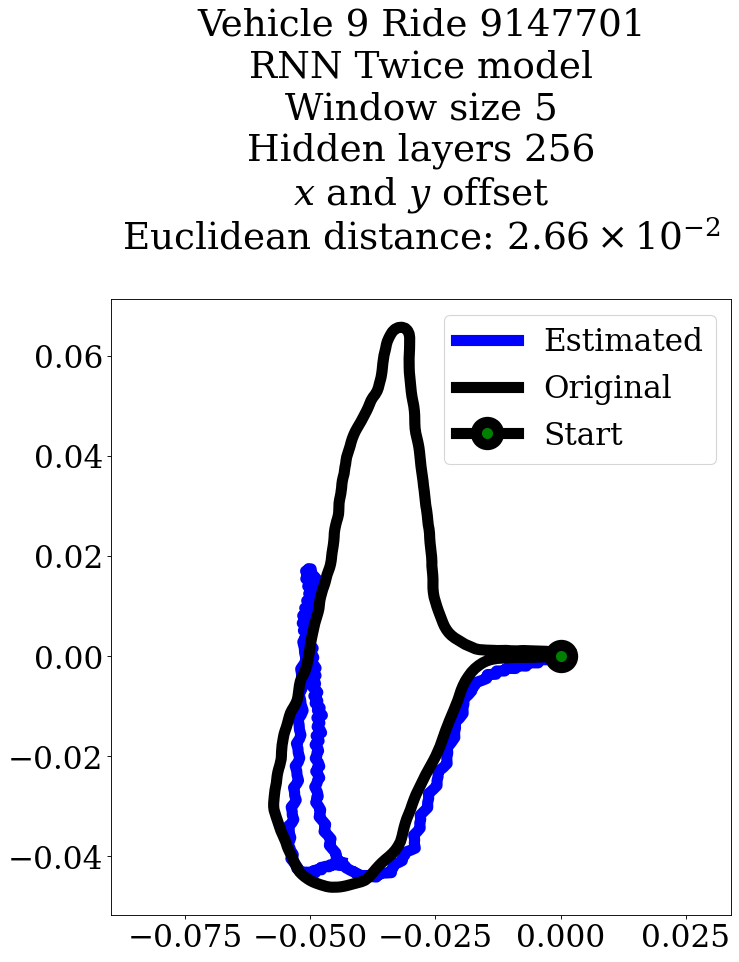 Vehicle 9 Ride 9147701
RNN Twice model
Window size 5
Hidden layers 256
x and y offset
Euclidean distance: 2.66 × 10⁻²
Estimated
Original
Start
0.06
0.04
0.02
0.00
−0.02
−0.04
−0.075 −0.050 −0.025 0.000 0.025